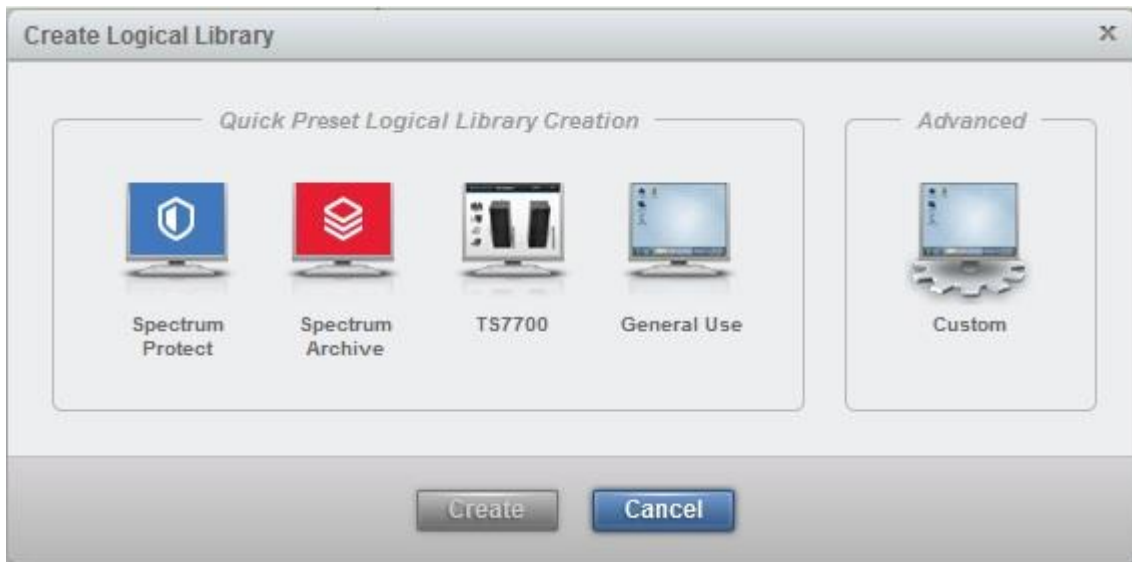 Create Logical Library
x
Quick Preset Logical Library Creation
Advanced
Spectrum
Protect
Spectrum
Archive
TS7700
General Use
Custom
Create
Cancel